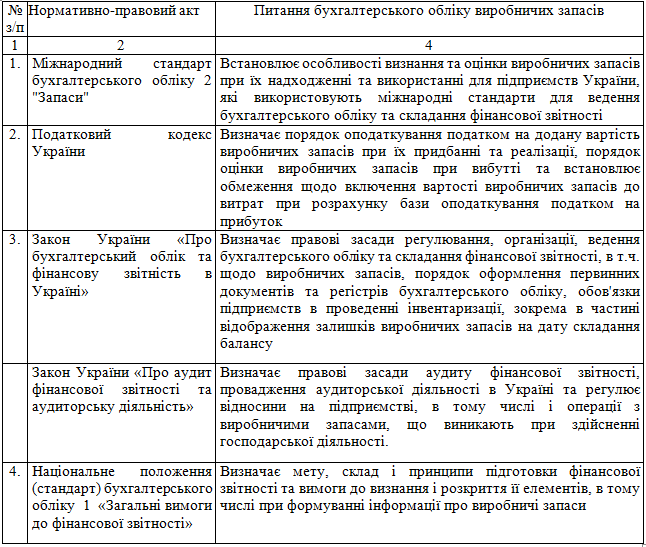 № з/п
Нормативно-правовий акт
Питання бухгалтерського обліку виробничих запасів
1
2
4
1.
Міжнародний стандарт
бухгалтерського обліку 2
"Запаси"
Встановлює особливості визнання та оцінки виробничих запасів
при їх надходженні та використанні для підприємств України,
які використовують міжнародні стандарти для ведення
бухгалтерського обліку та складання фінансової звітності
2.
Податковий кодекс
України
Визначає порядок оподаткування податком на додану вартість
виробничих запасів при їх придбанні та реалізації, порядок
оцінки виробничих запасів при вибутті та встановлює
обмеження щодо включення вартості виробничих запасів до
витрат при розрахунку бази оподаткування податком на
прибуток
3.
Закон України «Про
бухгалтерський облік та
фінансову звітність в
Україні»
Визначає правові засади регулювання, організації, ведення
бухгалтерського обліку та складання фінансової звітності, в т.ч.
щодо виробничих запасів, порядок оформлення первинних
документів та регістрів бухгалтерського обліку, обов'язки
підприємств в проведенні інвентаризації, зокрема в частині
відображення залишків виробничих запасів на дату складання
балансу
Закон України «Про аудит
фінансової звітності та
аудиторську діяльність»
Визначає правові засади аудиту фінансової звітності,
провадження аудиторської діяльності в Україні та регулює
відносини на підприємстві, в тому числі і операції з
виробничими запасами, що виникають при здійсненні
господарської діяльності.
4.
Національне положення
(стандарт) бухгалтерського
обліку 1 «Загальні вимоги
до фінансової звітності»
Визначає мету, склад і принципи підготовки фінансової
звітності та вимоги до визнання і розкриття її елементів, в тому
числі при формуванні інформації про виробничі запаси